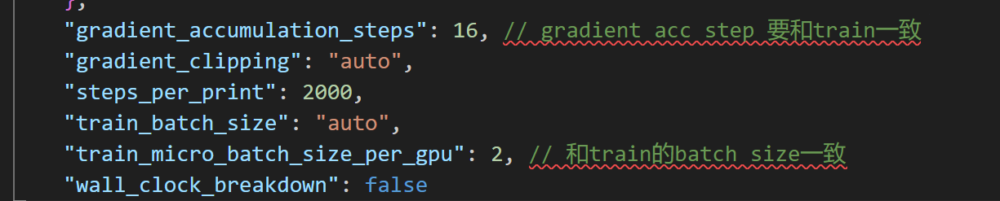 },
"gradient_accumulation_steps": 16, // gradient acc step 要和train一致
"gradient_clipping": "auto",
"steps_per_print": 2000,
"train_batch_size": "auto",
"train_micro_batch_size_per_gpu": 2, // 和train的batch size一致
"wall_clock_breakdown": false